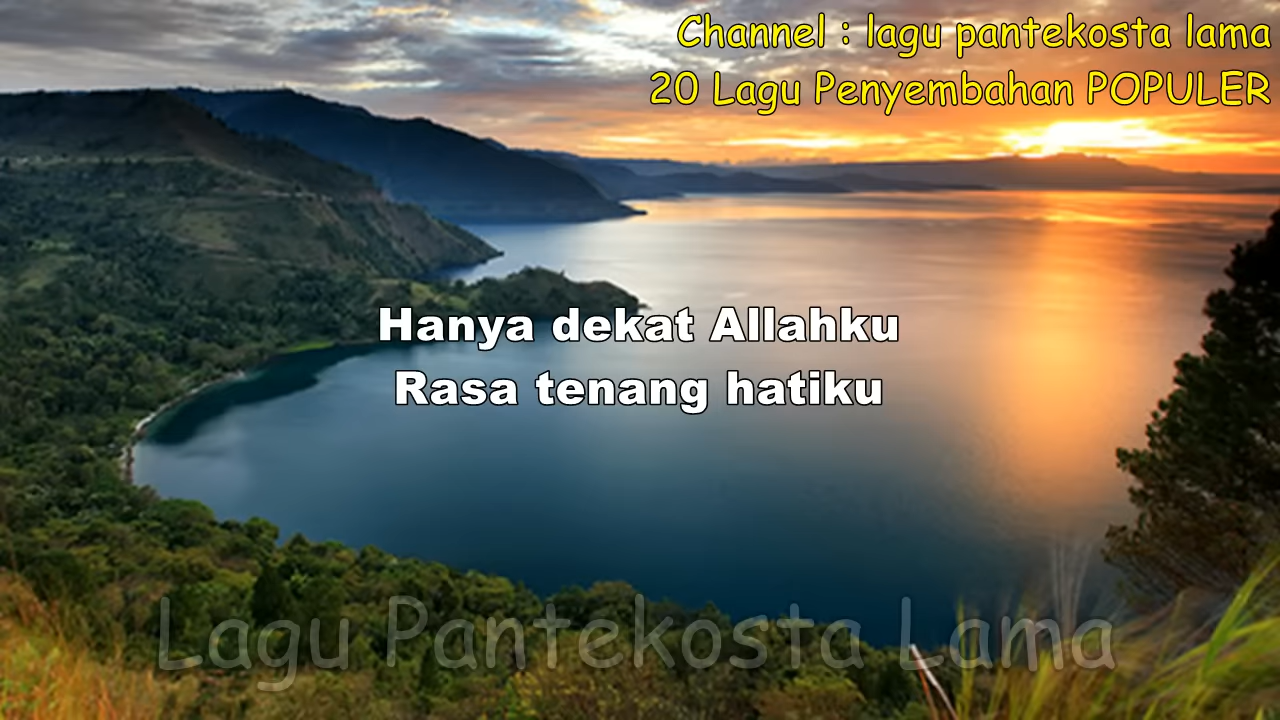 Channel : lagu pantekosta lama
20 Lagu Penyembahan POPULER
Hanya dekat Allahku
Rasa tenang hatiku
Lagu Pantekosta Lama